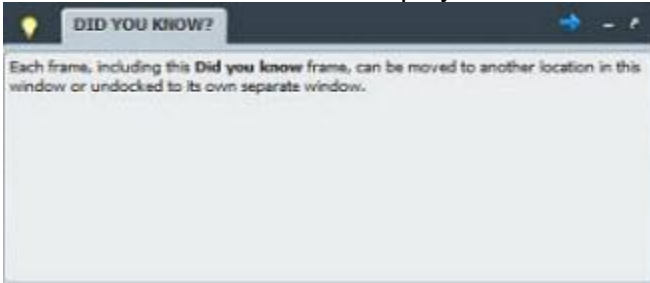 DID YOU KNOW?
Each frame, including this Did you know frame, can be moved to another location in this
window or undocked to its own separate window.